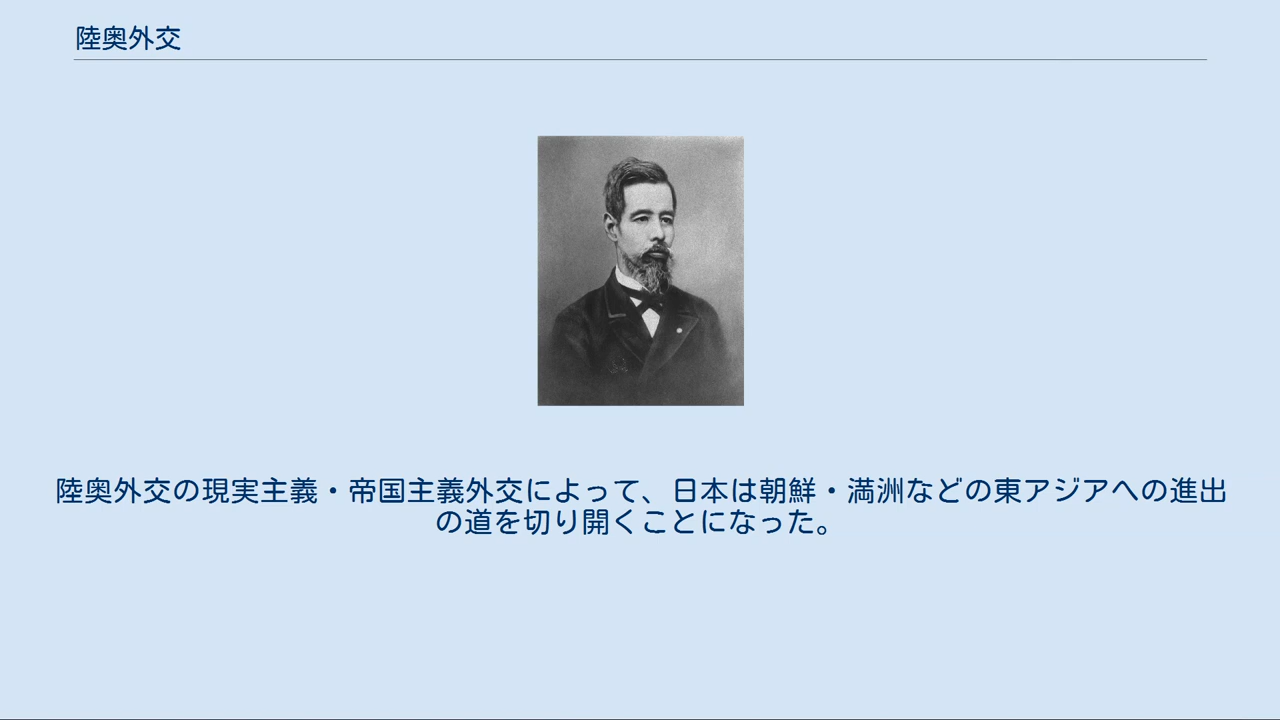 陸奥外交
陸奥外交の現実主義・帝国主義外交によって、日本は朝鮮・満洲などの東アジアへの進出
の道を切り開くことになった。